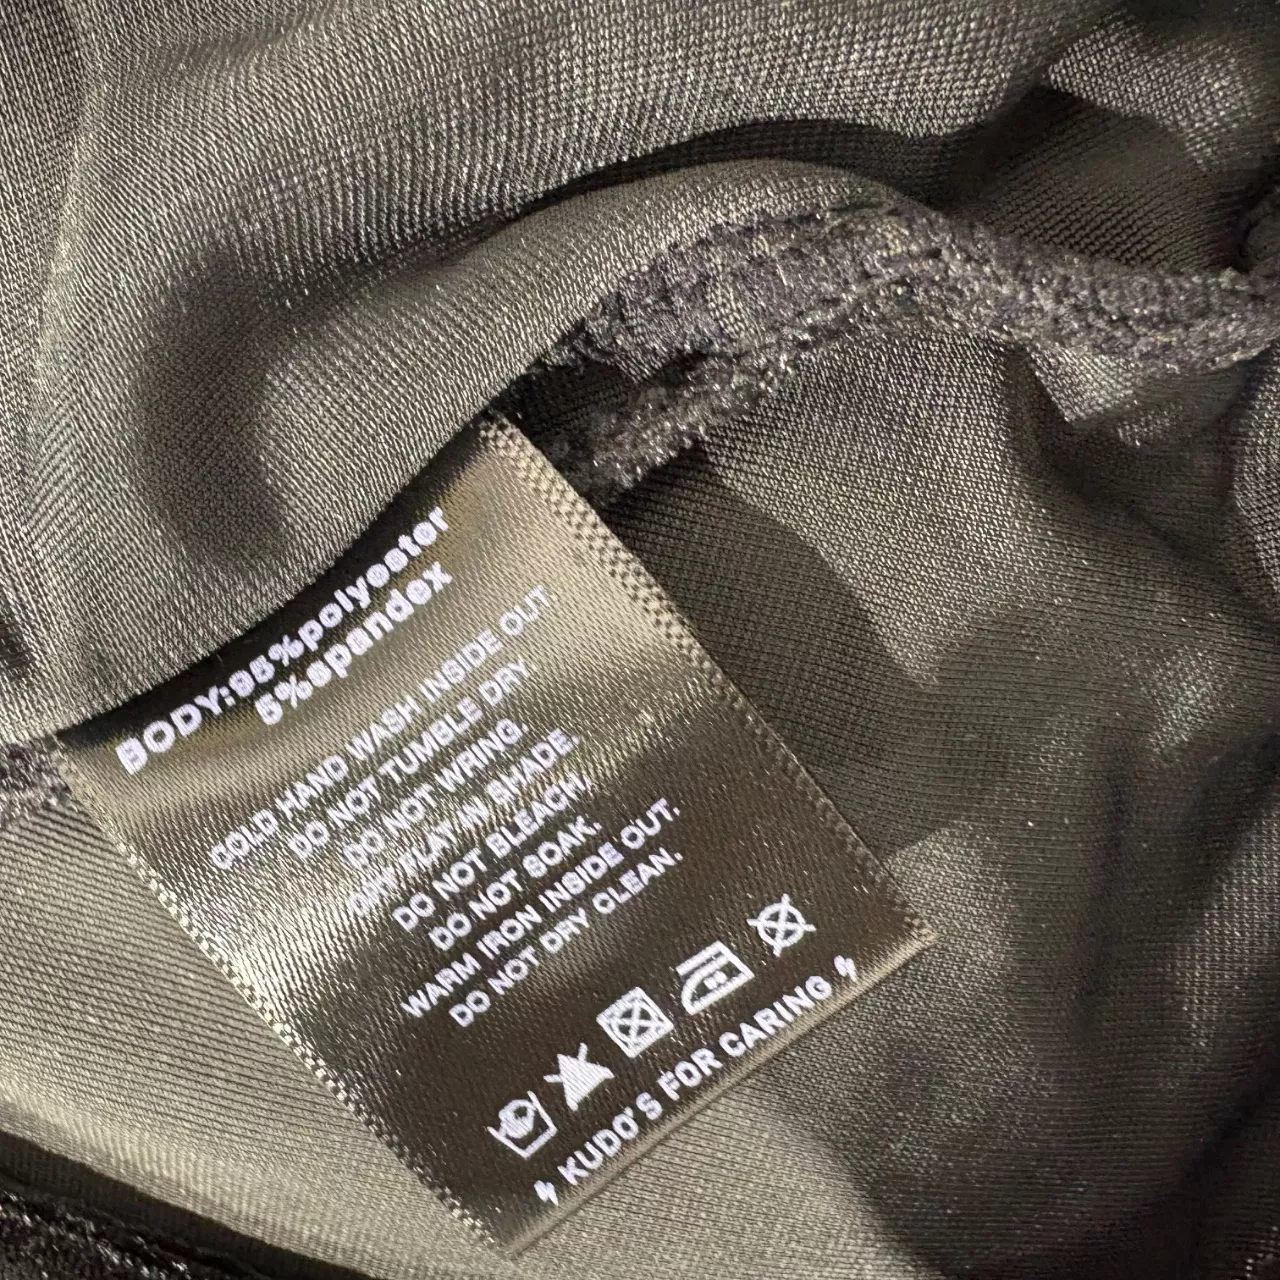 BODY:95%polyester
5%spandex
COLD HAND WASH INSIDE OUT
DO NOT TUMBLE DRY.
DO NOT WRING.
DRY FLAY IN SHADE.
DO NOT BLEACH.
DO NOT SOAK.
WARM IRON INSIDE OUT.
DO NOT DRY CLEAN.
KUDO'S FOR CARING